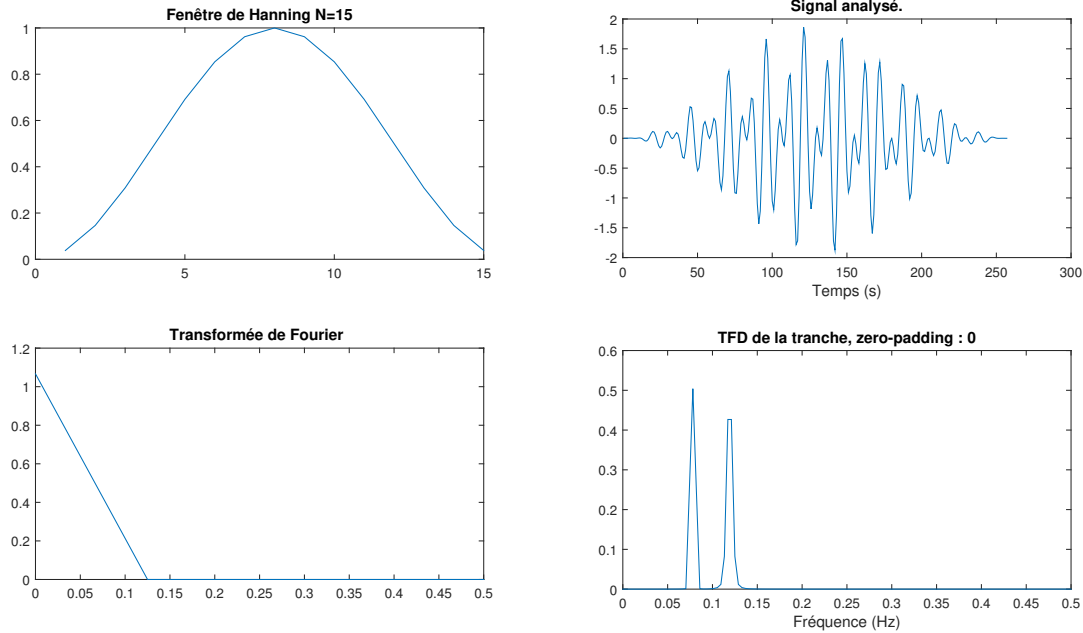 Fenêtre de Hanning N=15
1
0.8
0.6
0.4
0.2
0
0 5 10 15
Signal analysé.
2
1.5
1
0.5
0
-0.5
-1
-1.5
-2
0 50 100 150 200 250 300
Temps (s)
Transformée de Fourier
1.2
1
0.8
0.6
0.4
0.2
0
0 0.05 0.1 0.15 0.2 0.25 0.3 0.35 0.4 0.45 0.5
TFD de la tranche, zero-padding : 0
0.6
0.5
0.4
0.3
0.2
0.1
0
0 0.05 0.1 0.15 0.2 0.25 0.3 0.35 0.4 0.45 0.5
Fréquence (Hz)